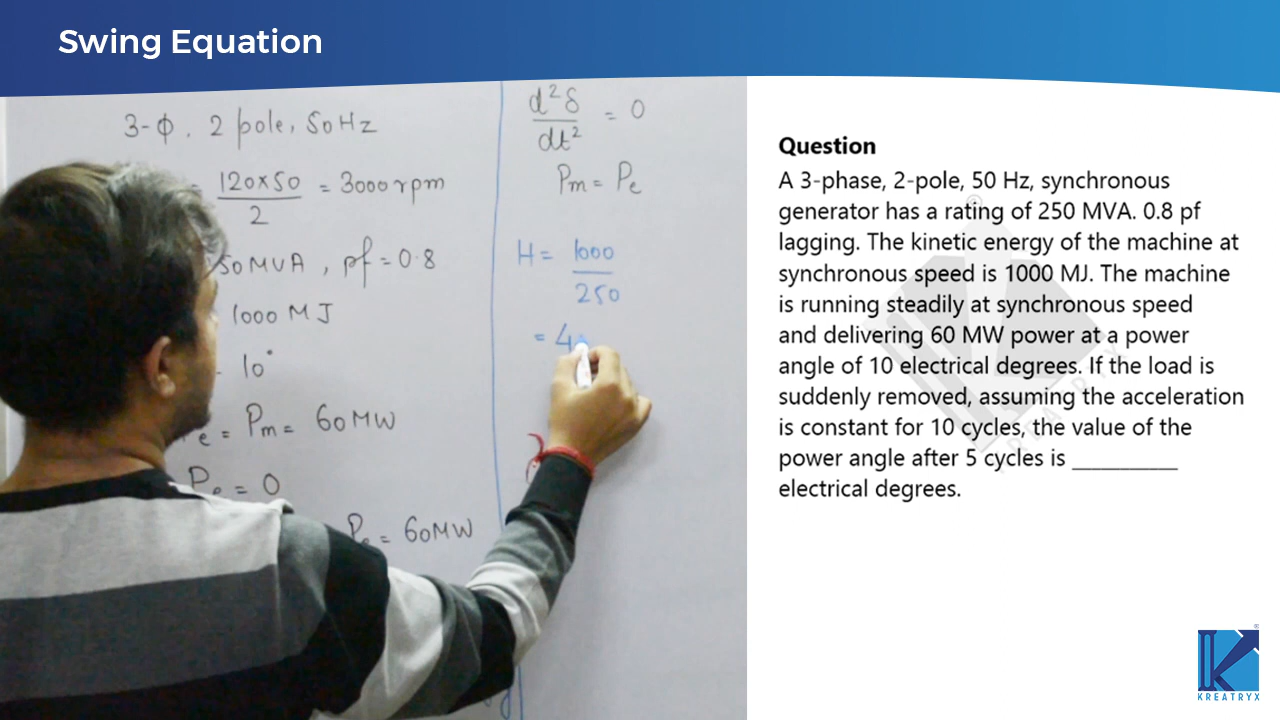 Swing Equation
3-Φ, 2 pole, 50 Hz
= 120×50 / 2 = 3000 rpm
50 MVA, pf = 0.8
1000 MJ
10°
e = Pm = 60 MW
Pe = 0
Pe = 60 MW
d²δ / dt² = 0
Pm = Pe
H = 1000 / 250
= 4
Question
A 3-phase, 2-pole, 50 Hz, synchronous
generator has a rating of 250 MVA. 0.8 pf
lagging. The kinetic energy of the machine at
synchronous speed is 1000 MJ. The machine
is running steadily at synchronous speed
and delivering 60 MW power at a power
angle of 10 electrical degrees. If the load is
suddenly removed, assuming the acceleration
is constant for 10 cycles, the value of the
power angle after 5 cycles is ___________
electrical degrees.
KREATRYX